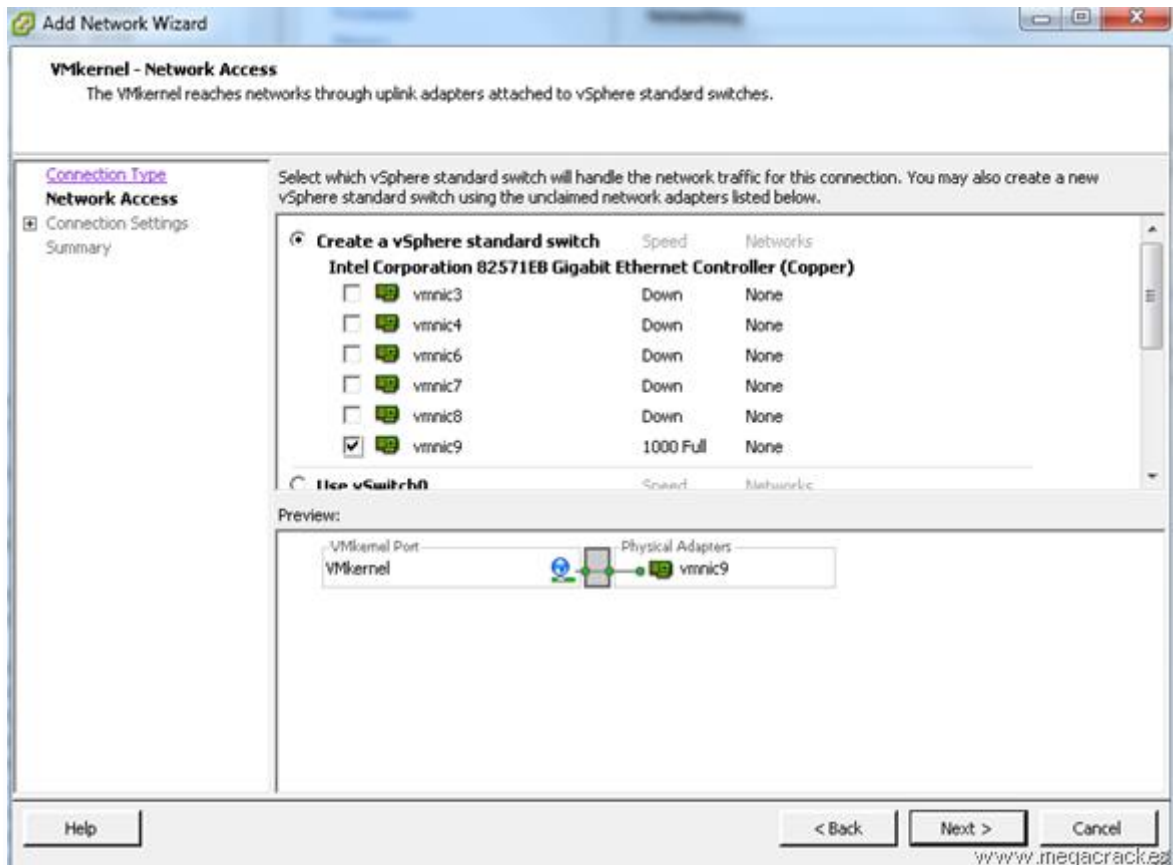 Add Network Wizard
VMkernel - Network Access
The VMkernel reaches networks through uplink adapters attached to vSphere standard switches.
Connection Type
Network Access
Connection Settings
Summary
Select which vSphere standard switch will handle the network traffic for this connection. You may also create a new
vSphere standard switch using the unclaimed network adapters listed below.
Create a vSphere standard switch Speed Networks
Intel Corporation 82571EB Gigabit Ethernet Controller (Copper)
vmnic3 Down None
vmnic4 Down None
vmnic6 Down None
vmnic7 Down None
vmnic8 Down None
vmnic9 1000 Full None
Use vSwitch0 Speed Networks
Preview:
VMkernel Port Physical Adapters
VMkernel vmnic9
Help < Back Next > Cancel
www.megacrack.es